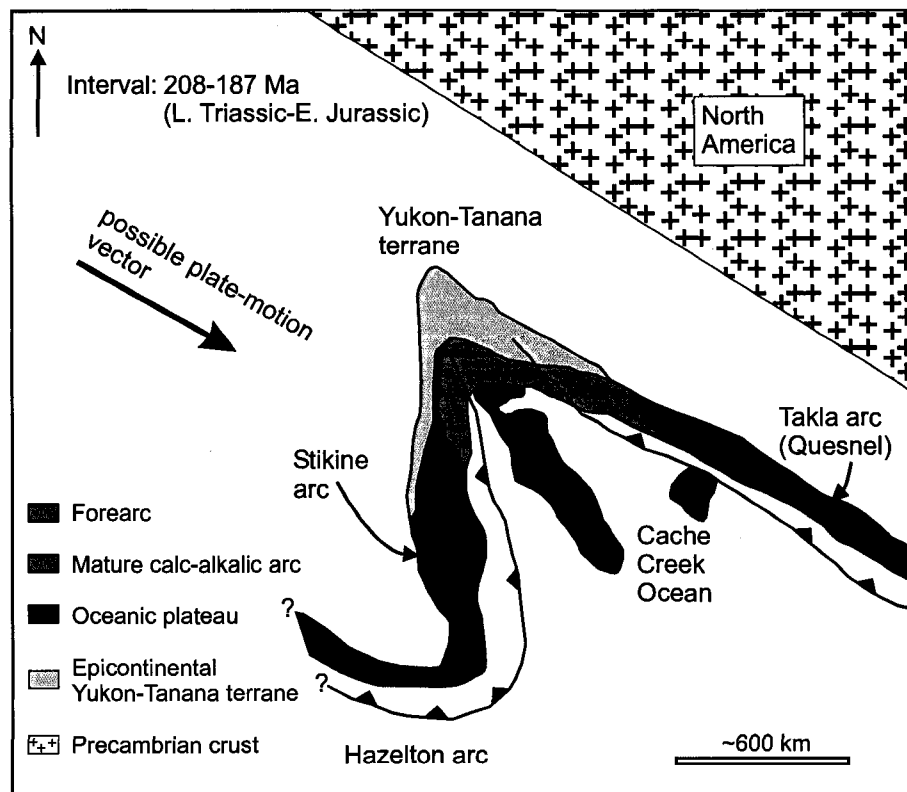 N
Interval: 208-187 Ma
(L. Triassic-E. Jurassic)
North
America
possible plate-motion
vector
Yukon-Tanana
terrane
Takla arc
(Quesnel)
Stikine
arc
Cache
Creek
Ocean
Forearc
Mature calc-alkalic arc
Oceanic plateau
Epicontinental
Yukon-Tanana terrane
Precambrian crust
?
?
Hazelton arc
~600 km